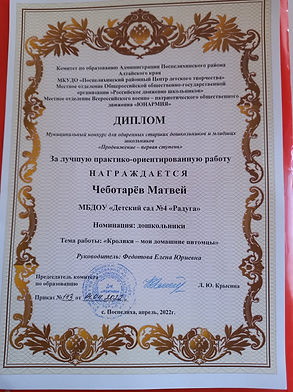 Комитет по образованию Администрации Поспелихинского района
Алтайского края
МКУДО «Поспелихинский районный Центр детского творчества»
Местное отделение Общероссийской общественно-государственной
организации «Российское движение школьников»
Местное отделение Всероссийского военно – патриотического общественного
движения «ЮНАРМИЯ»
ДИПЛОМ
Муниципальный конкурс для одаренных старших дошкольников и младших
школьников
«Продвижение – первая ступень»
За лучшую практико-ориентированную работу
НАГРАЖДАЕТСЯ
Чеботарёв Матвей
МБДОУ «Детский сад №4 «Радуга»
Номинация: дошкольники
Тема работы: «Кролики – мои домашние питомцы»
Руководитель: Федотова Елена Юрьевна
Председатель комитета
по образованию
Л. Ю. Крысина
Приказ № от
с. Поспелиха, апрель, 2022г.